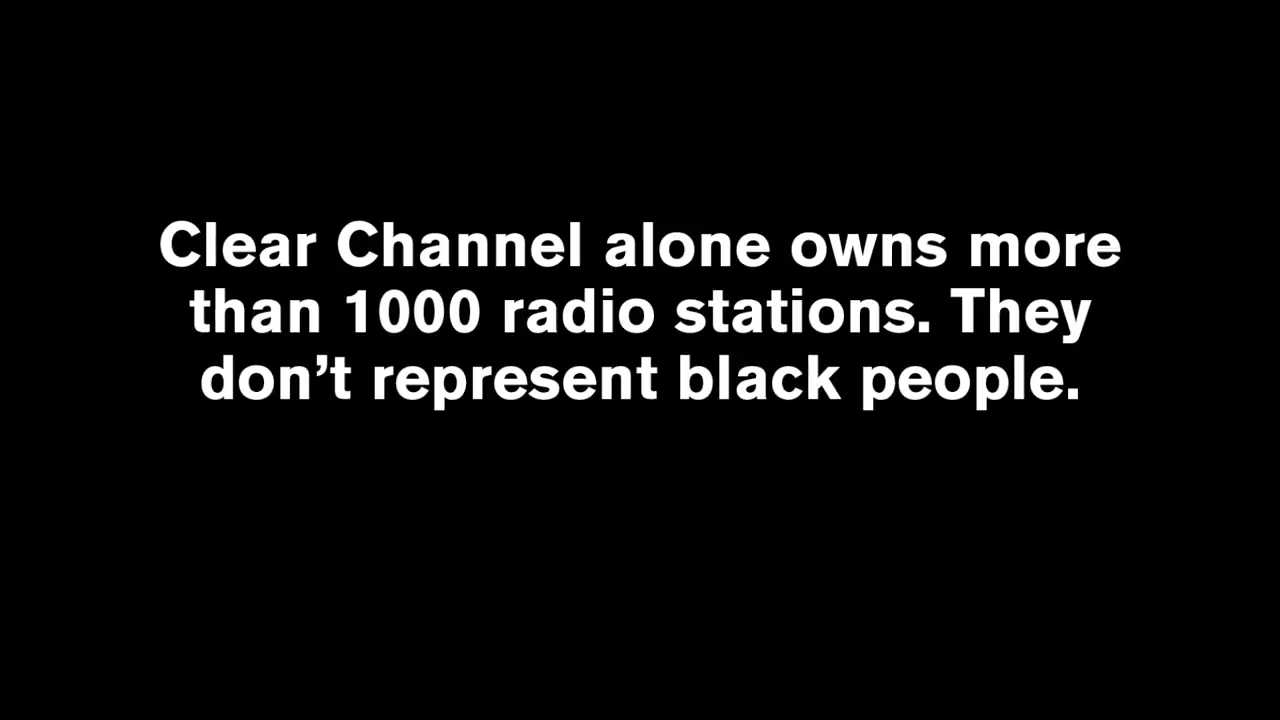 Clear Channel alone owns more
than 1000 radio stations. They
don’t represent black people.